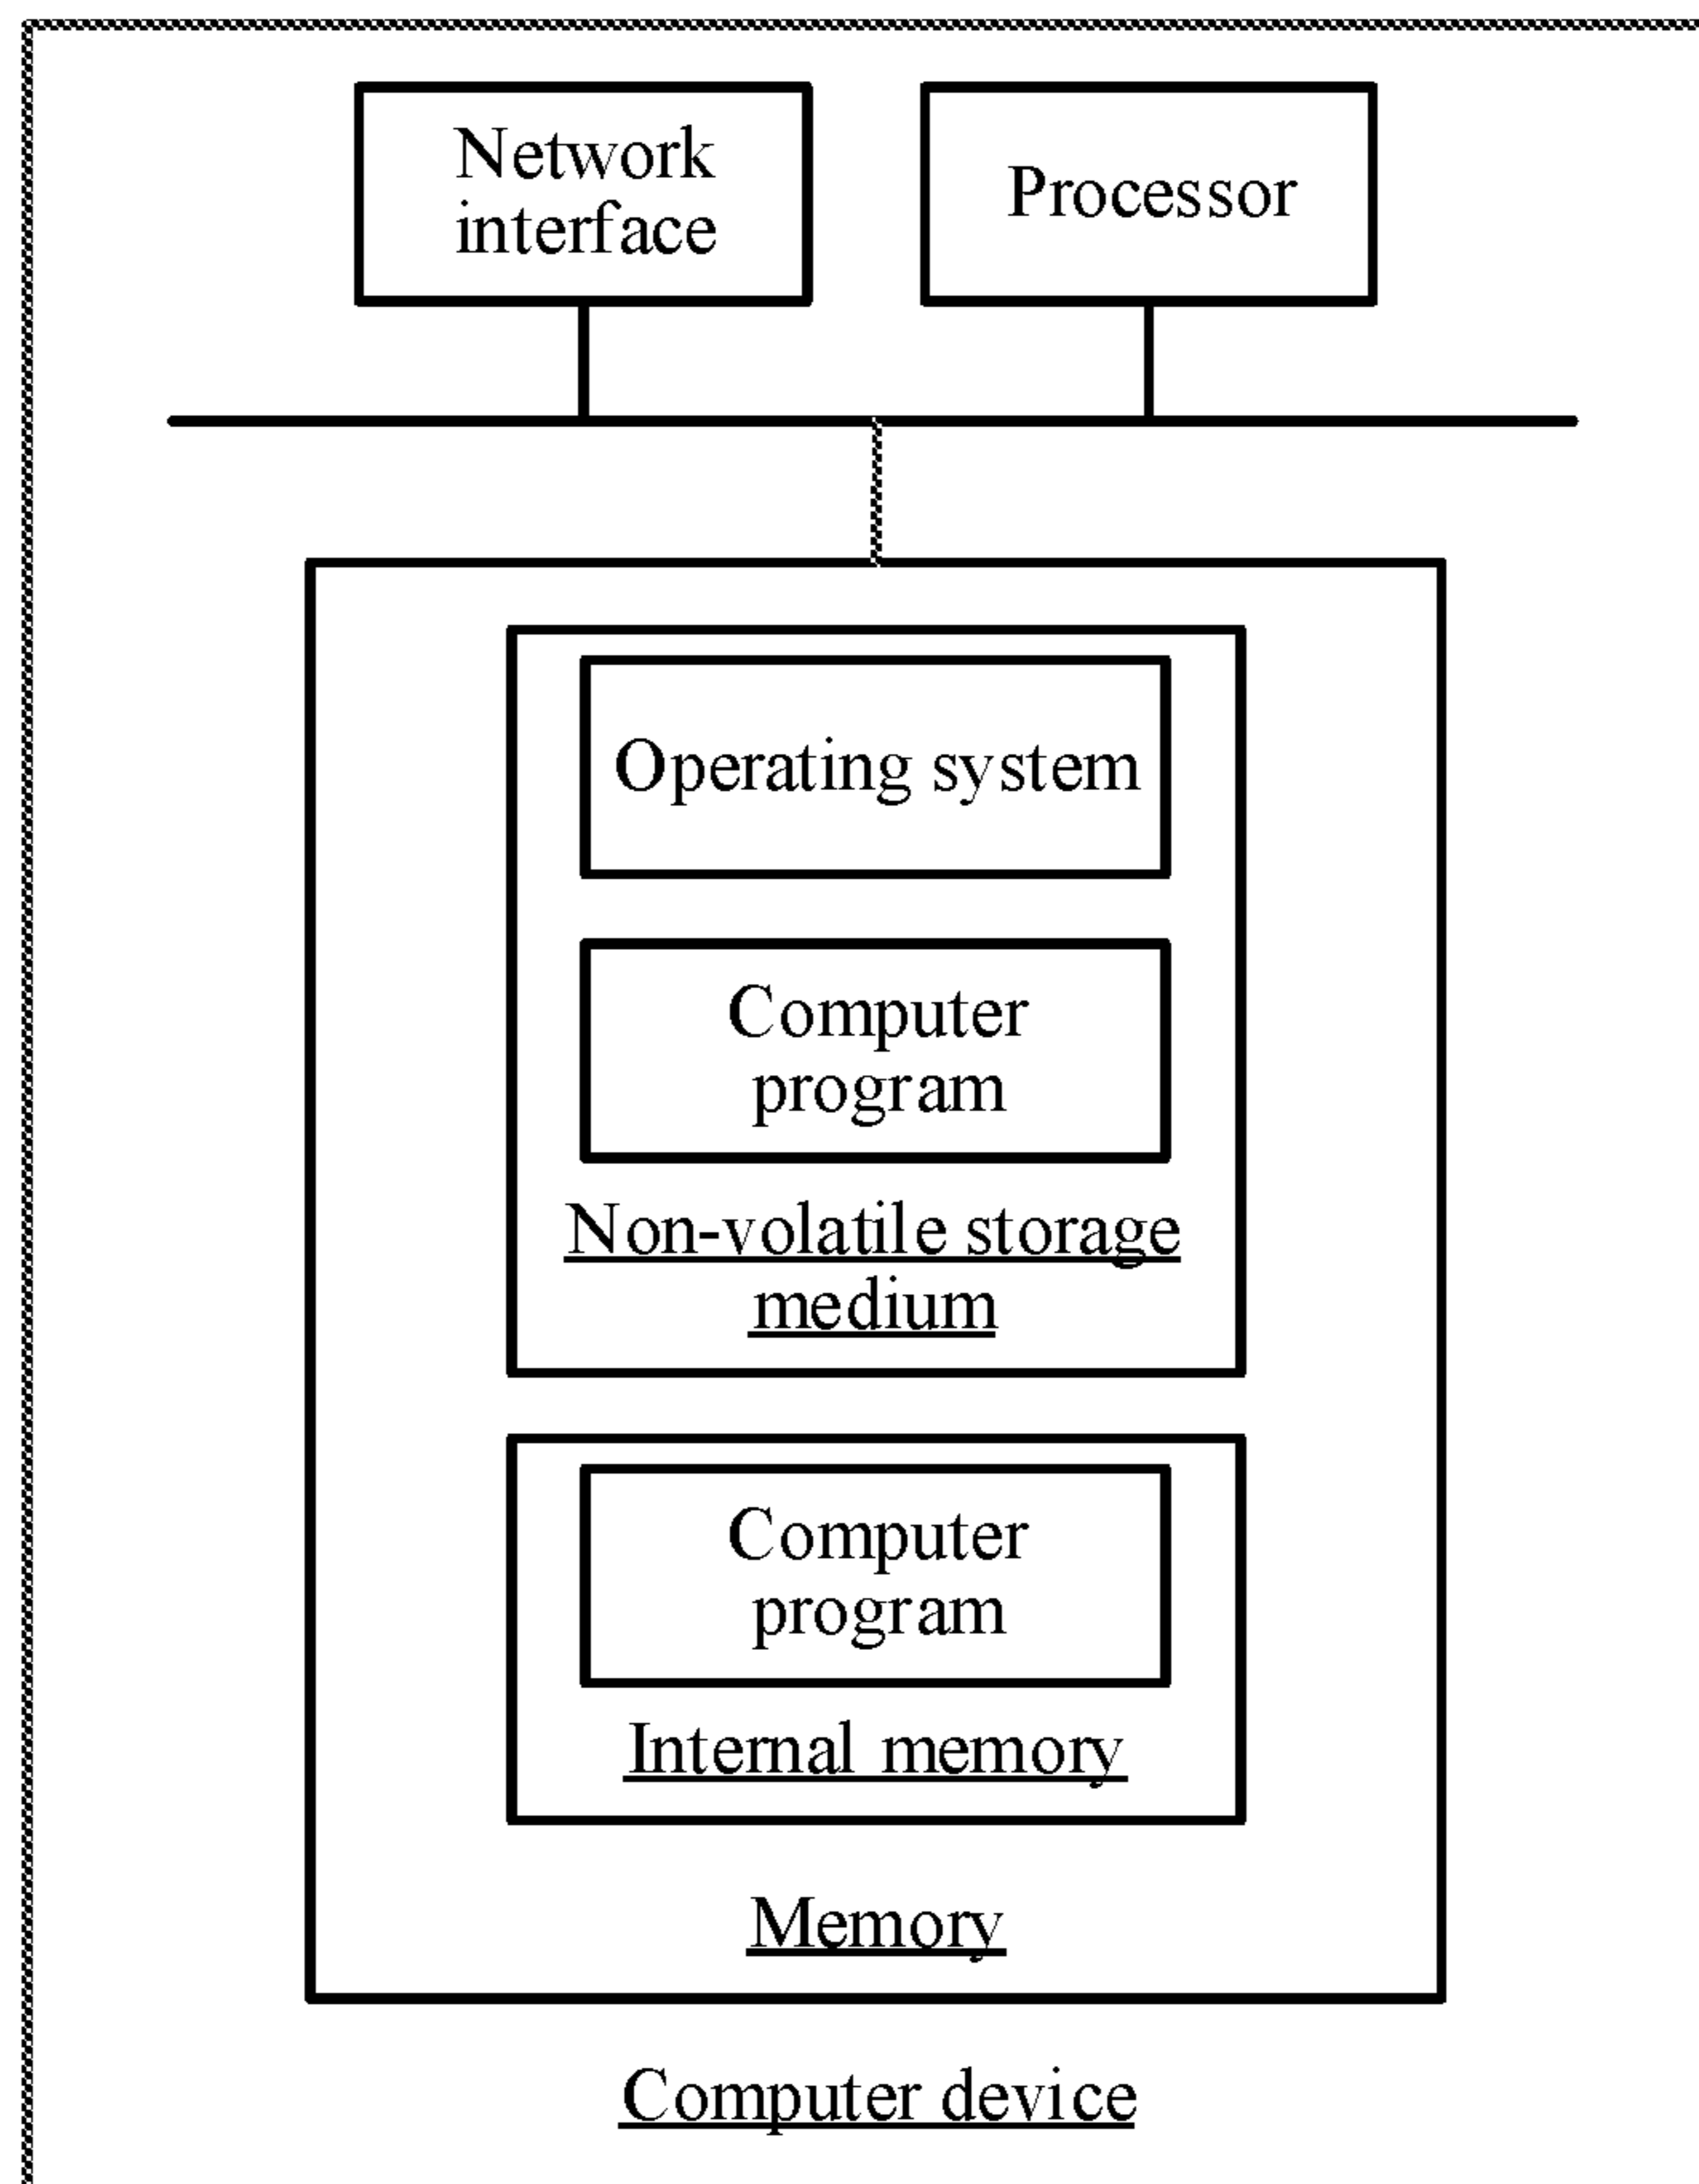 Network
interface
Processor
Operating system
Computer
program
Non-volatile storage
medium
Computer
program
Internal memory
Memory
Computer device